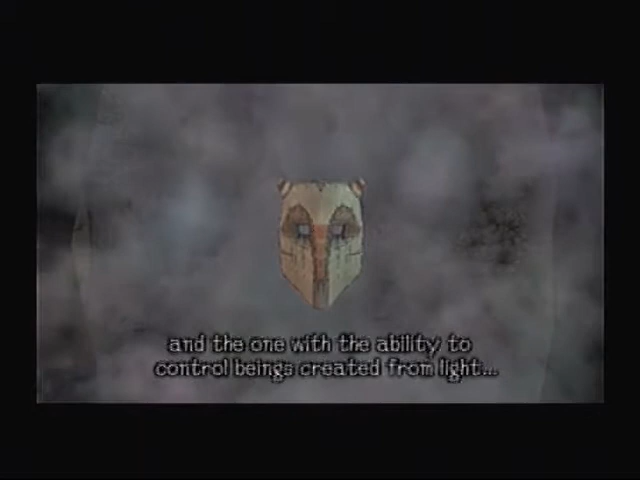 and the one with the ability to
control beings created from light...